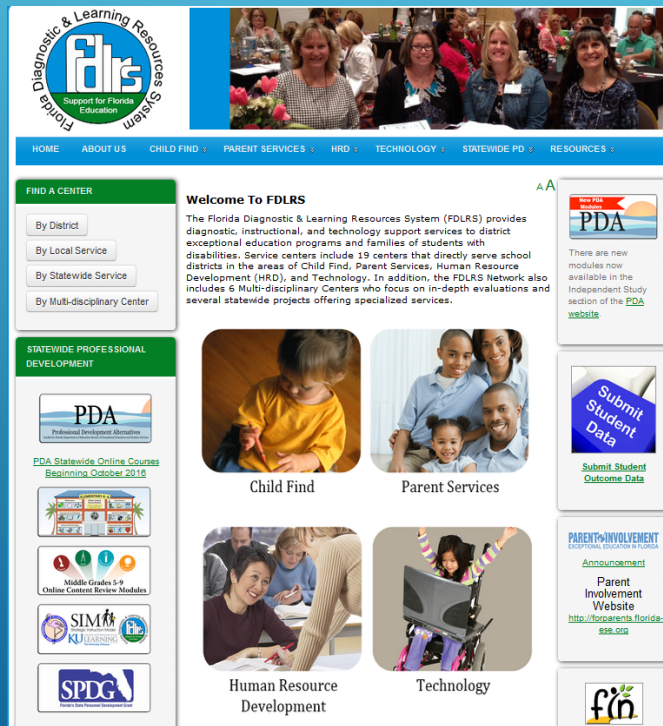 Florida Diagnostic & Learning Resources System
fdlrs
Support for Florida
Education
HOME
ABOUT US
CHILD FIND
PARENT SERVICES
HRD
TECHNOLOGY
STATEWIDE PD
RESOURCES
FIND A CENTER
By District
By Local Service
By Statewide Service
By Multi-disciplinary Center
STATEWIDE PROFESSIONAL
DEVELOPMENT
PDA
Professional Development Alternatives
PDA Statewide Online Courses
Beginning October 2016
ELEMENTARY K-5
Middle Grades 5-9
Online Content Review Modules
SIM
Strategic Instruction Model
KU LEARNING
fdlrs
SPDG
Florida's State Personnel Development Grant
A A
Welcome To FDLRS
The Florida Diagnostic & Learning Resources System (FDLRS) provides
diagnostic, instructional, and technology support services to district
exceptional education programs and families of students with
disabilities. Service centers include 19 centers that directly serve school
districts in the areas of Child Find, Parent Services, Human Resource
Development (HRD), and Technology. In addition, the FDLRS Network also
includes 6 Multi-disciplinary Centers who focus on in-depth evaluations and
several statewide projects offering specialized services.
Child Find
Parent Services
Human Resource
Development
Technology
New PDA
Modules
PDA
There are new
modules now
available in the
Independent Study
section of the PDA
website.
Submit
Student
Data
Submit Student
Outcome Data
PARENT INVOLVEMENT
EXCEPTIONAL EDUCATION IN FLORIDA
Announcement
Parent
Involvement
Website
http://forparents.florida-
ese.org
fin